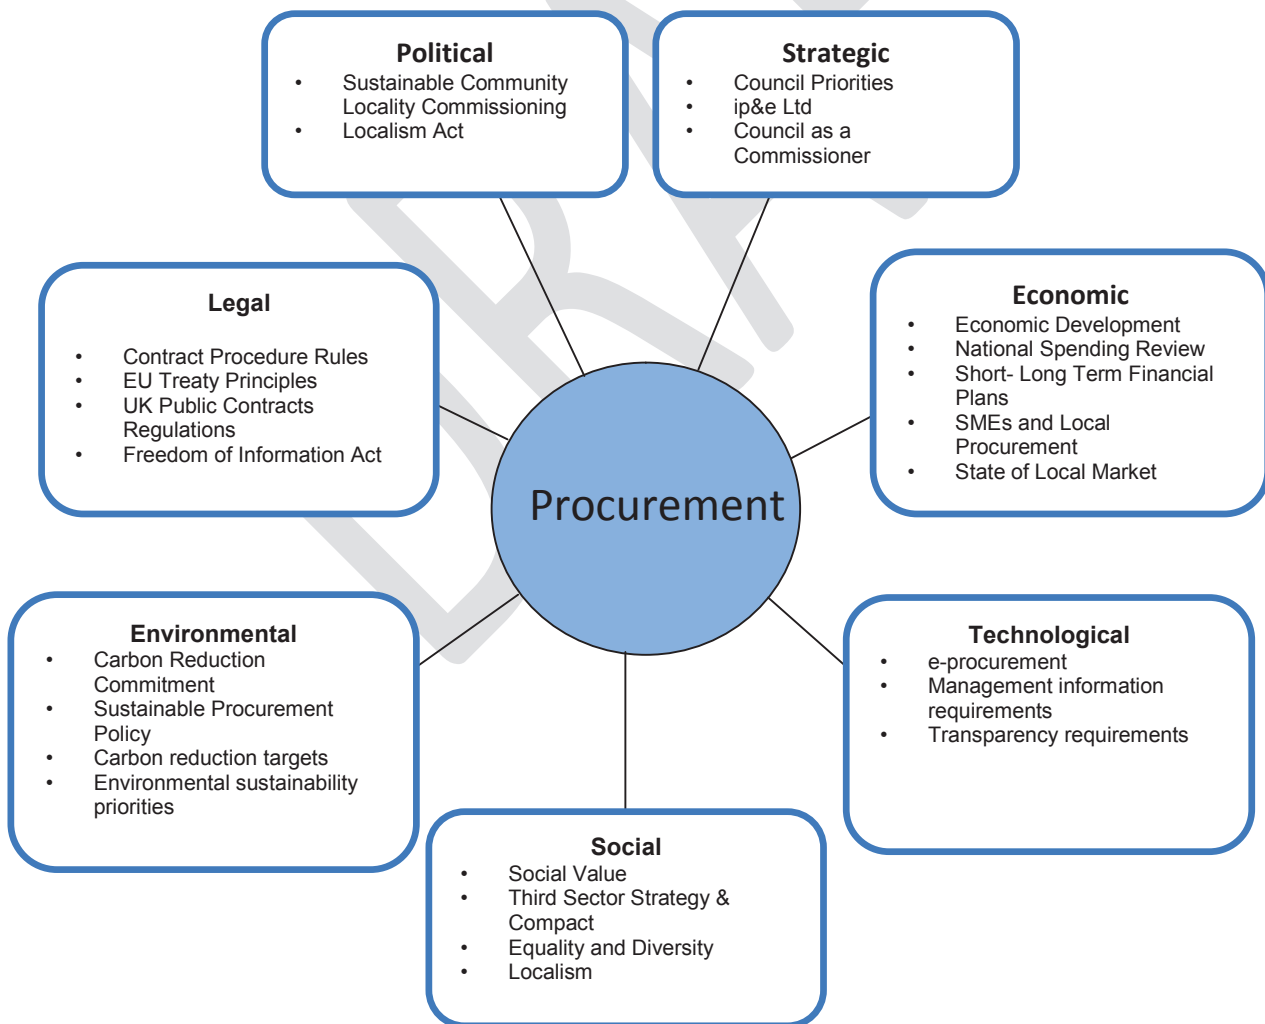 Political
• Sustainable Community
Locality Commissioning
• Localism Act
Strategic
• Council Priorities
• ip&e Ltd
• Council as a
Commissioner
Legal
• Contract Procedure Rules
• EU Treaty Principles
• UK Public Contracts
Regulations
• Freedom of Information Act
Economic
• Economic Development
• National Spending Review
• Short- Long Term Financial
Plans
• SMEs and Local
Procurement
• State of Local Market
Procurement
Environmental
• Carbon Reduction
Commitment
• Sustainable Procurement
Policy
• Carbon reduction targets
• Environmental sustainability
priorities
Technological
• e-procurement
• Management information
requirements
• Transparency requirements
Social
• Social Value
• Third Sector Strategy &
Compact
• Equality and Diversity
• Localism